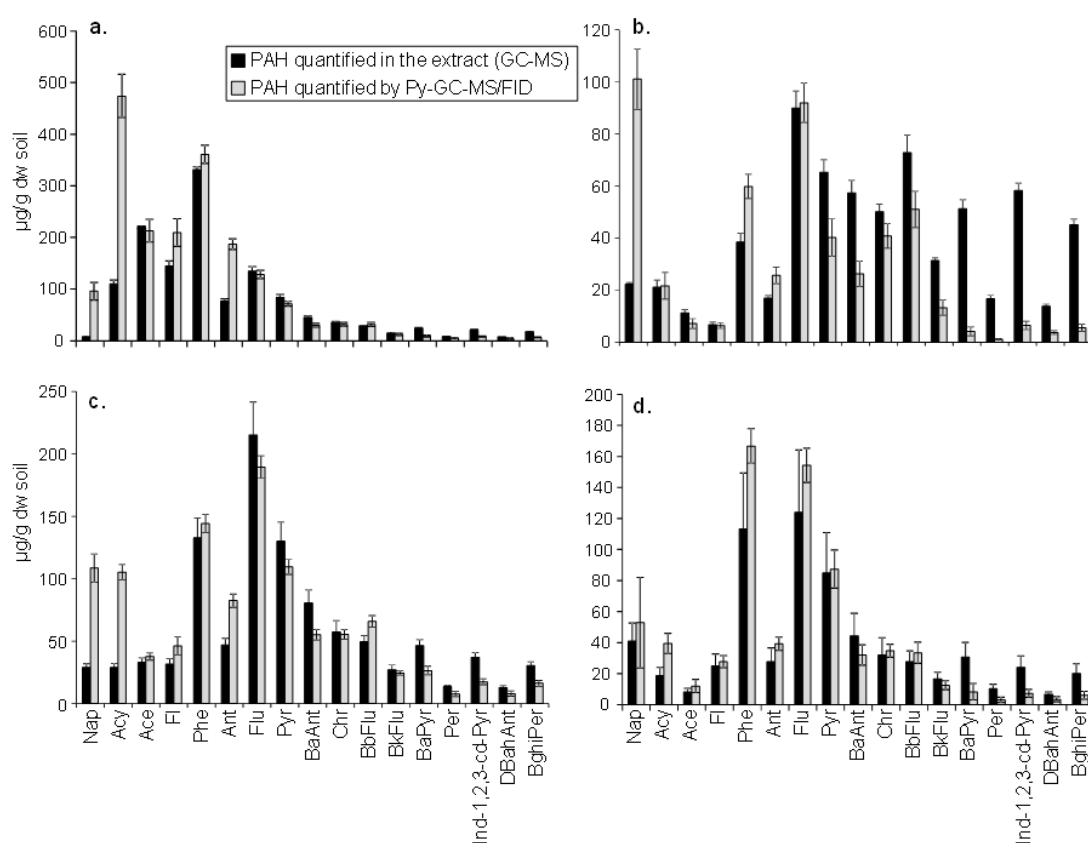 a.
600
500
400
300
200
100
0
µg/g dw soil
PAH quantified in the extract (GC-MS)
PAH quantified by Py-GC-MS/FID
b.
120
100
80
60
40
20
0
c.
250
200
150
100
50
0
µg/g dw soil
Nap
Acy
Ace
Fl
Phe
Ant
Flu
Pyr
BaAnt
Chr
BbFlu
BkFlu
BaPyr
Per
Ind-1,2,3-cd-Pyr
DBahAnt
BghiPer
d.
200
180
160
140
120
100
80
60
40
20
0
Nap
Acy
Ace
Fl
Phe
Ant
Flu
Pyr
BaAnt
Chr
BbFlu
BkFlu
BaPyr
Per
Ind-1,2,3-cd-Pyr
DBahAnt
BghiPer